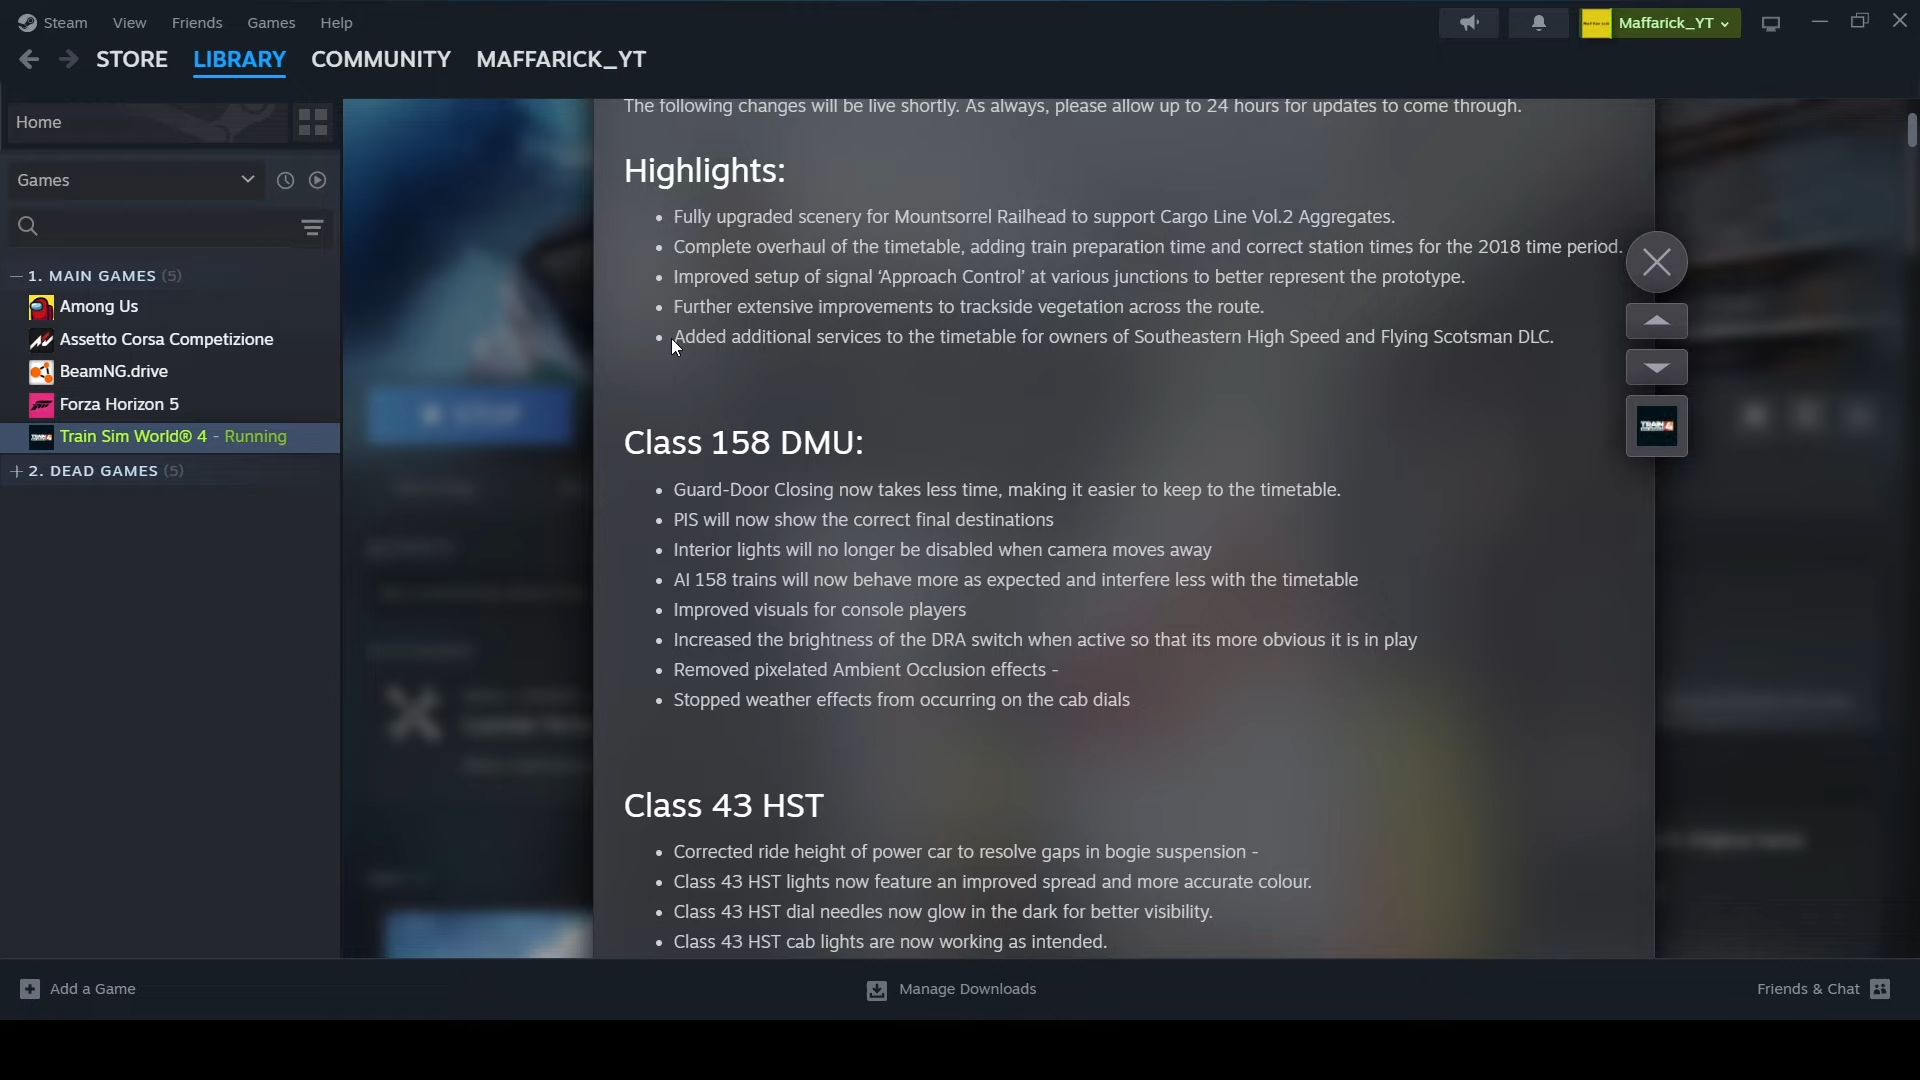 Steam View Friends Games Help
Maffarick_YT
STORE LIBRARY COMMUNITY MAFFARICK_YT
Home
Games
1. MAIN GAMES (5)
Among Us
Assetto Corsa Competizione
BeamNG.drive
Forza Horizon 5
Train Sim World® 4 - Running
2. DEAD GAMES (5)
The following changes will be live shortly. As always, please allow up to 24 hours for updates to come through.
Highlights:
• Fully upgraded scenery for Mountsorrel Railhead to support Cargo Line Vol.2 Aggregates.
• Complete overhaul of the timetable, adding train preparation time and correct station times for the 2018 time period.
• Improved setup of signal ‘Approach Control’ at various junctions to better represent the prototype.
• Further extensive improvements to trackside vegetation across the route.
• Added additional services to the timetable for owners of Southeastern High Speed and Flying Scotsman DLC.
Class 158 DMU:
• Guard-Door Closing now takes less time, making it easier to keep to the timetable.
• PIS will now show the correct final destinations
• Interior lights will no longer be disabled when camera moves away
• AI 158 trains will now behave more as expected and interfere less with the timetable
• Improved visuals for console players
• Increased the brightness of the DRA switch when active so that its more obvious it is in play
• Removed pixelated Ambient Occlusion effects -
• Stopped weather effects from occurring on the cab dials
Class 43 HST
• Corrected ride height of power car to resolve gaps in bogie suspension -
• Class 43 HST lights now feature an improved spread and more accurate colour.
• Class 43 HST dial needles now glow in the dark for better visibility.
• Class 43 HST cab lights are now working as intended.
Add a Game
Manage Downloads
Friends & Chat